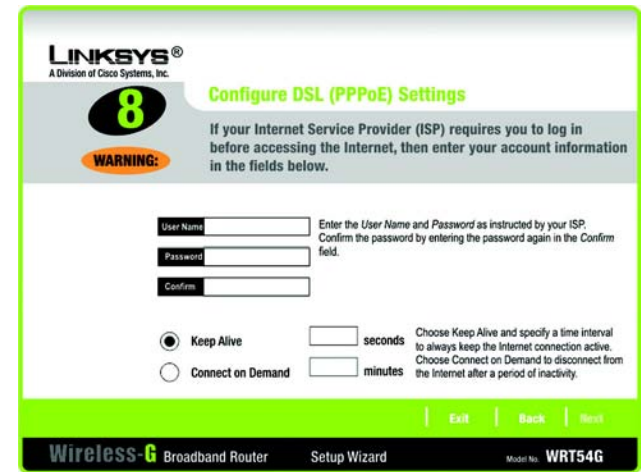 LINKSYS®
A Division of Cisco Systems, Inc.
8
Configure DSL (PPPoE) Settings
WARNING:
If your Internet Service Provider (ISP) requires you to log in
before accessing the Internet, then enter your account information
in the fields below.
User Name
Enter the User Name and Password as instructed by your ISP.
Confirm the password by entering the password again in the Confirm
field.
Password
Confirm
Keep Alive
seconds
Choose Keep Alive and specify a time interval
to always keep the Internet connection active.
Connect on Demand
minutes
Choose Connect on Demand to disconnect from
the Internet after a period of inactivity.
Exit
Back
Next
Wireless-G Broadband Router
Setup Wizard
Model No. WRT54G